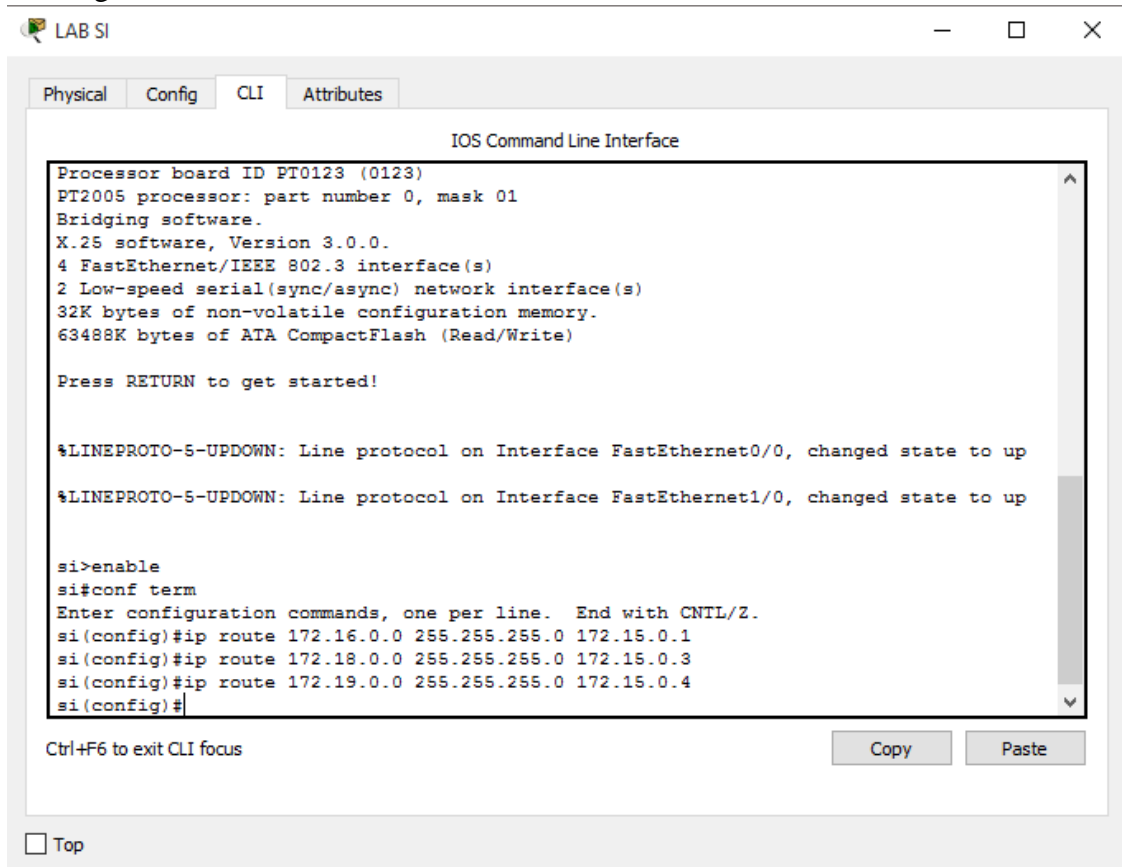 LAB SI
Physical Config CLI Attributes
IOS Command Line Interface
Processor board ID PT0123 (0123)
PT2005 processor: part number 0, mask 01
Bridging software.
X.25 software, Version 3.0.0.
4 FastEthernet/IEEE 802.3 interface(s)
2 Low-speed serial(sync/async) network interface(s)
32K bytes of non-volatile configuration memory.
63488K bytes of ATA CompactFlash (Read/Write)
Press RETURN to get started!
%LINEPROTO-5-UPDOWN: Line protocol on Interface FastEthernet0/0, changed state to up
%LINEPROTO-5-UPDOWN: Line protocol on Interface FastEthernet1/0, changed state to up
si>enable
si#conf term
Enter configuration commands, one per line.  End with CNTL/Z.
si(config)#ip route 172.16.0.0 255.255.255.0 172.15.0.1
si(config)#ip route 172.18.0.0 255.255.255.0 172.15.0.3
si(config)#ip route 172.19.0.0 255.255.255.0 172.15.0.4
si(config)#
Ctrl+F6 to exit CLI focus
Copy Paste
Top